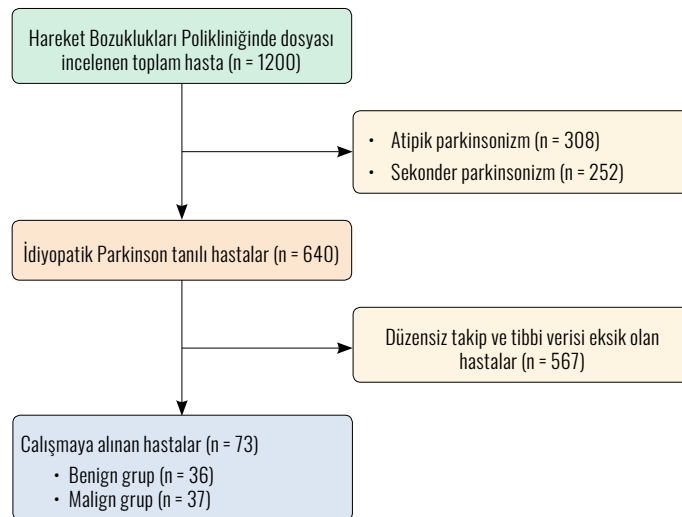 Hareket Bozuklukları Polikliniğinde dosyası
incelenen toplam hasta (n = 1200)
• Atipik parkinsonizm (n = 308)
• Sekonder parkinsonizm (n = 252)
İdiyopatik Parkinson tanılı hastalar (n = 640)
Düzensiz takip ve tibbi verisi eksik olan
hastalar (n = 567)
Calışmaya alınan hastalar (n = 73)
• Benign grup (n = 36)
• Malign grup (n = 37)